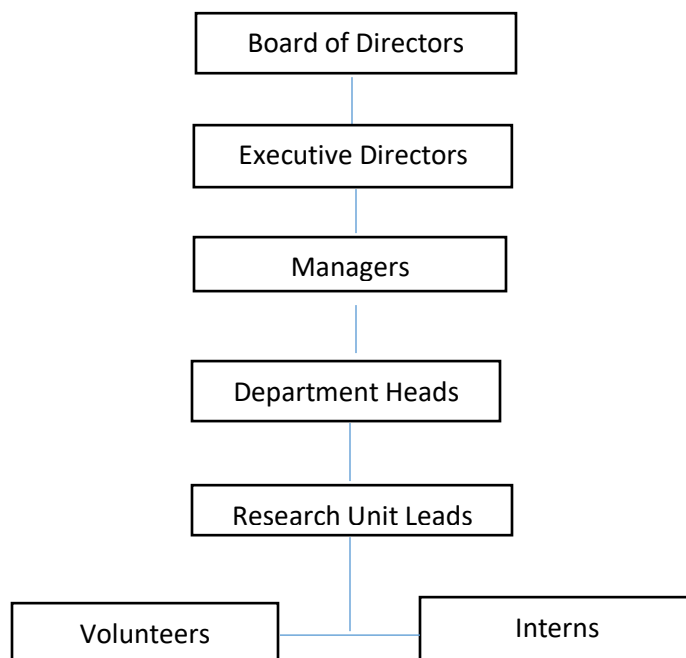 Board of Directors
Executive Directors
Managers
Department Heads
Research Unit Leads
Volunteers
Interns